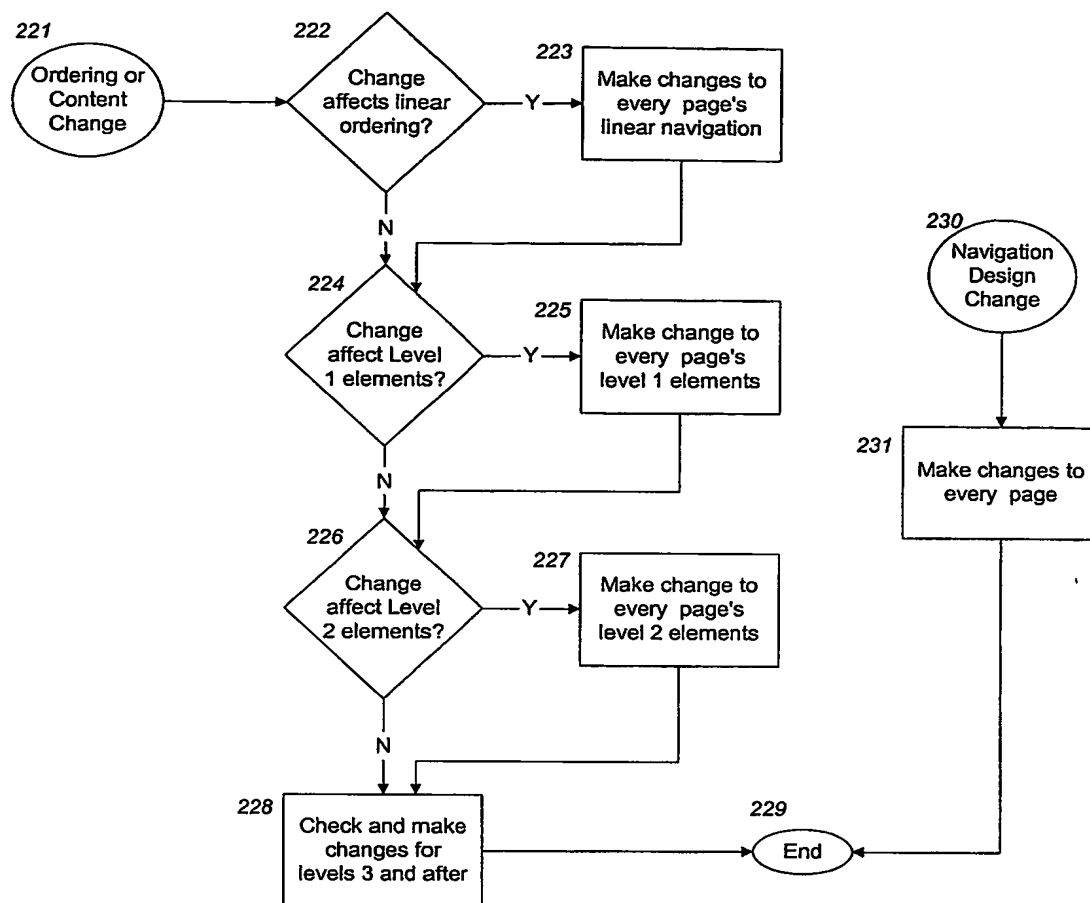 221
Ordering or
Content
Change
222
Change
affects linear
ordering?
Y
223
Make changes to
every page's
linear navigation
N
224
Change
affect Level
1 elements?
Y
225
Make change to
every page's
level 1 elements
N
226
Change
affect Level
2 elements?
Y
227
Make change to
every page's
level 2 elements
N
228
Check and make
changes for
levels 3 and after
229
End
230
Navigation
Design
Change
231
Make changes to
every page